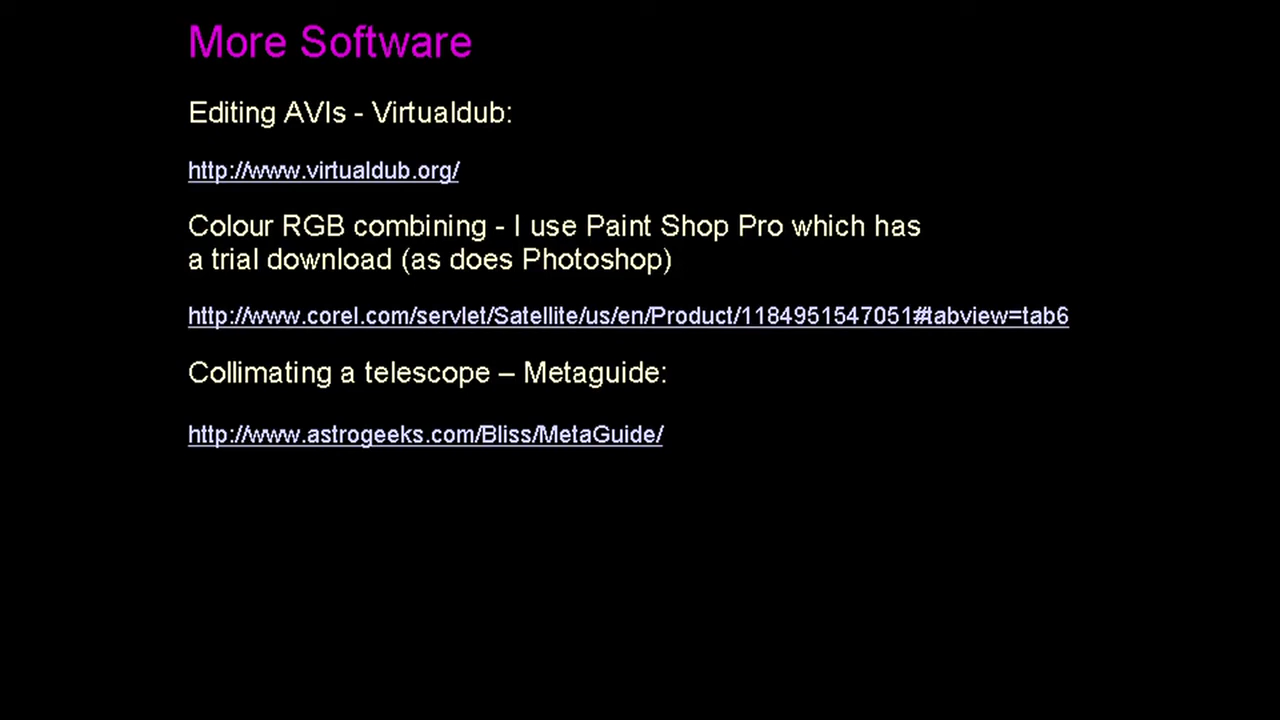 More Software
Editing AVIs - Virtualdub:
http://www.virtualdub.org/
Colour RGB combining - I use Paint Shop Pro which has
a trial download (as does Photoshop)
http://www.corel.com/servlet/Satellite/us/en/Product/1184951547051#tabview=tab6
Collimating a telescope – Metaguide:
http://www.astrogeeks.com/Bliss/MetaGuide/